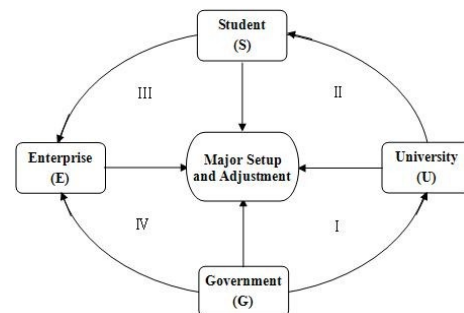 Student
(S)
III
II
Enterprise
(E)
Major Setup
and Adjustment
University
(U)
IV
I
Government
(G)